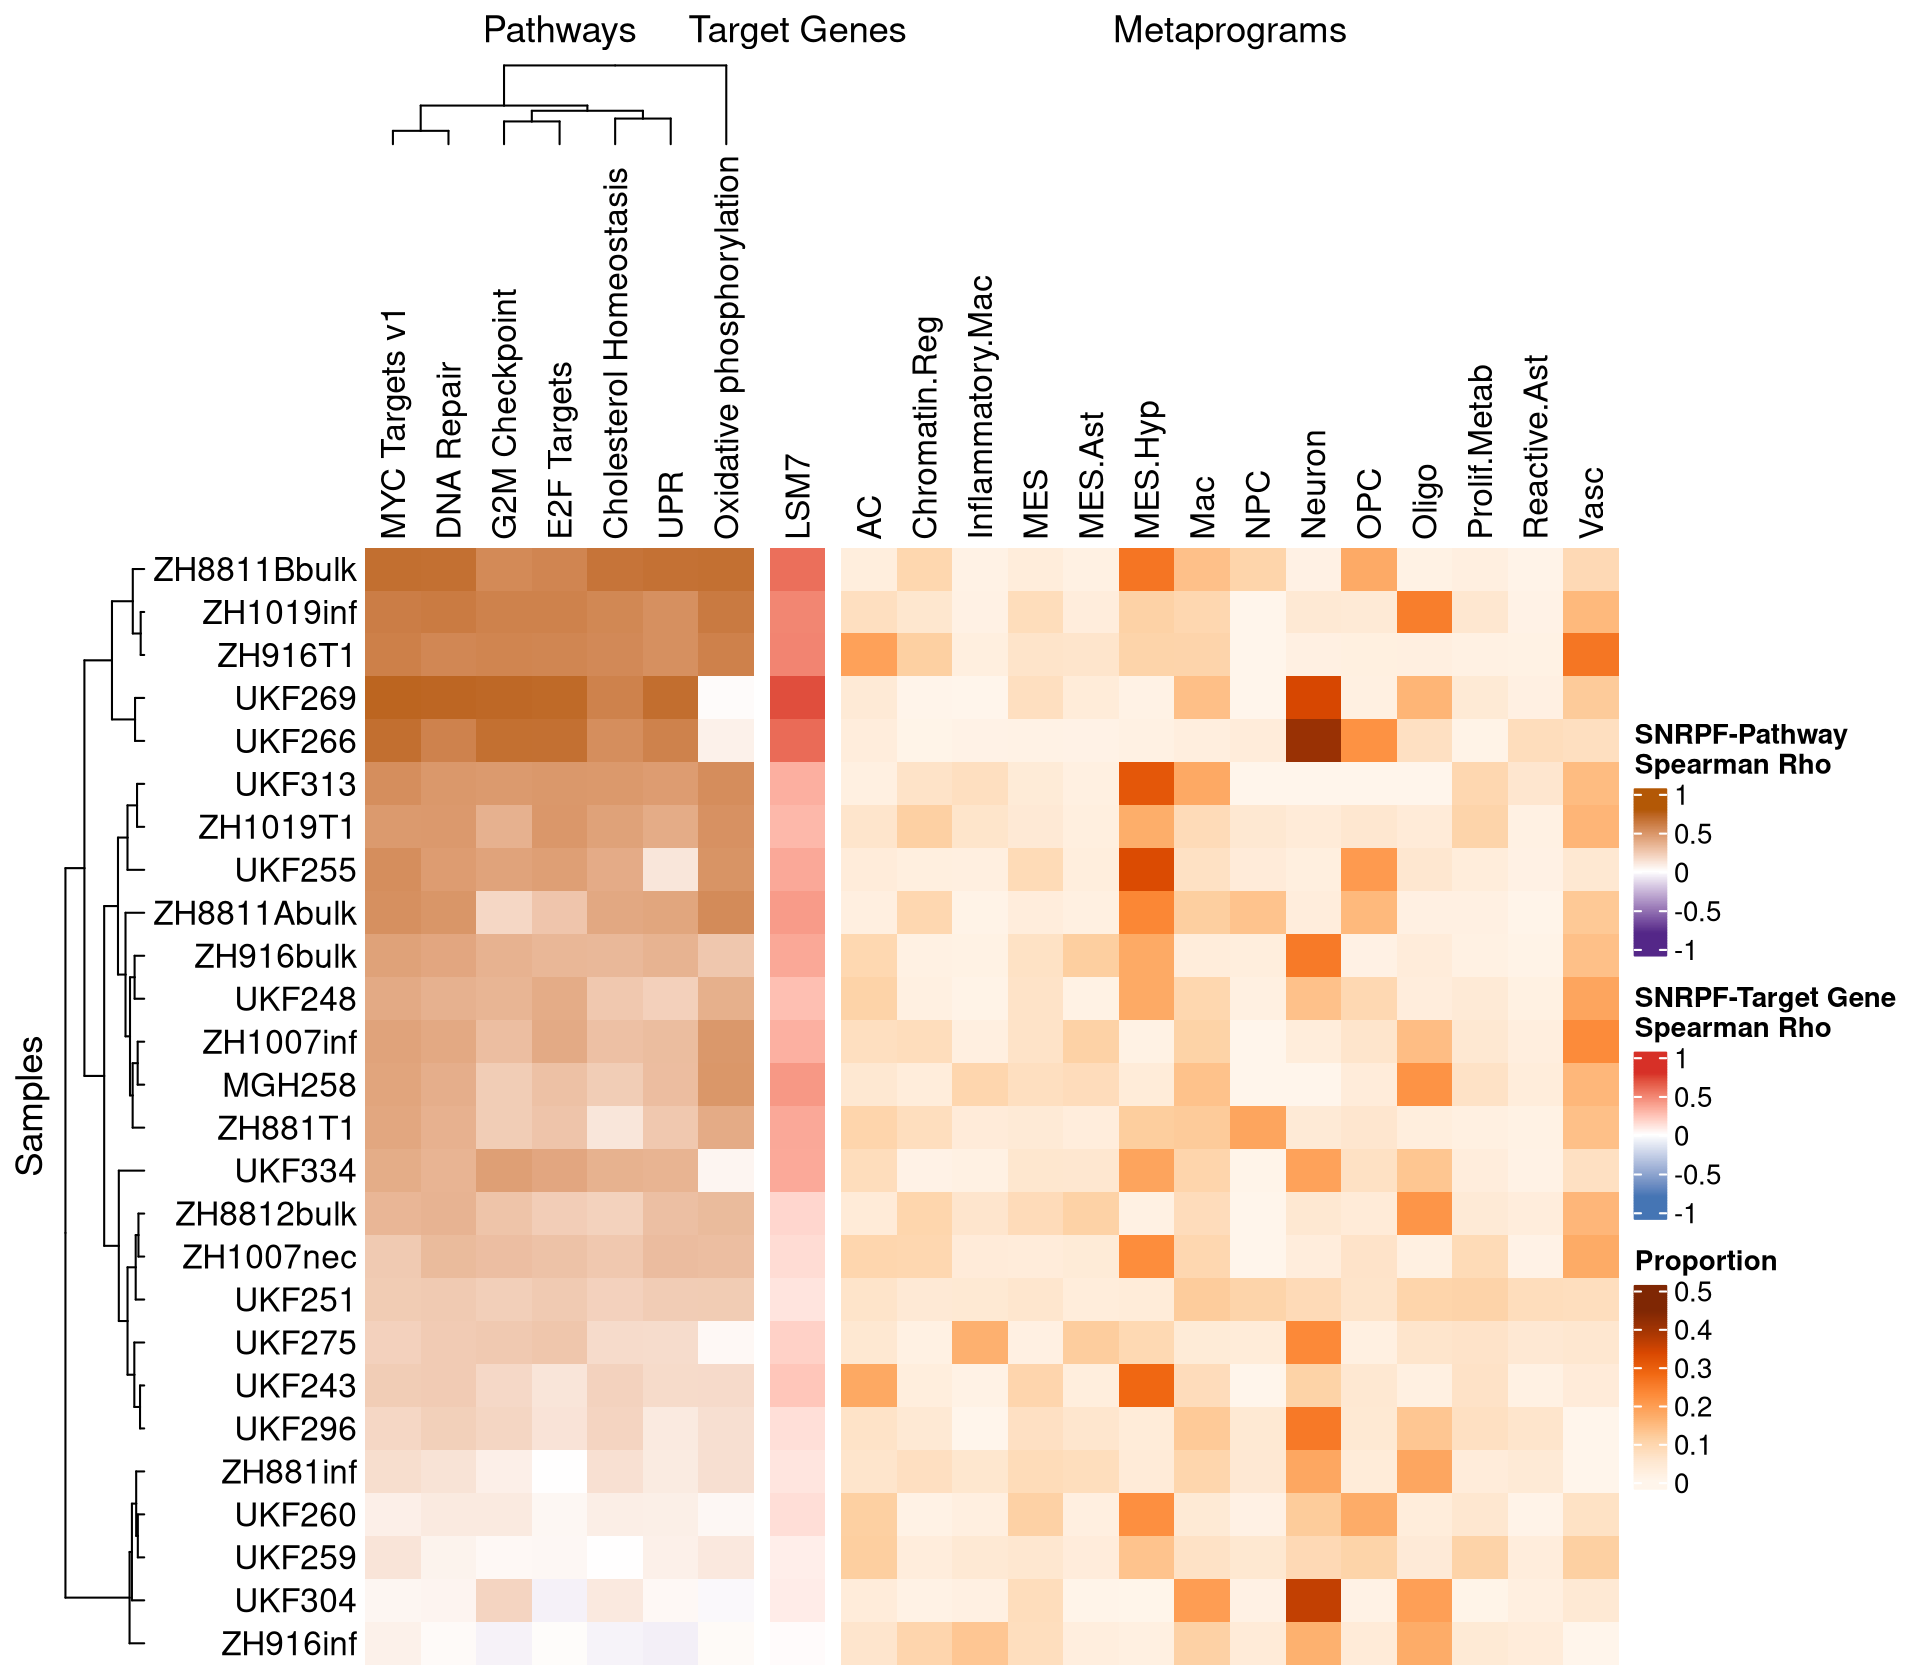 Pathways Target Genes Metaprograms
MYC Targets v1
DNA Repair
G2M Checkpoint
E2F Targets
Cholesterol Homeostasis
UPR
Oxidative phosphorylation
LSM7
AC
Chromatin.Reg
Inflammatory.Mac
MES
MES.Ast
MES.Hyp
Mac
NPC
Neuron
OPC
Oligo
Prolif.Metab
Reactive.Ast
Vasc
Samples
ZH8811Bbulk
ZH1019inf
ZH916T1
UKF269
UKF266
UKF313
ZH1019T1
UKF255
ZH8811Abulk
ZH916bulk
UKF248
ZH1007inf
MGH258
ZH881T1
UKF334
ZH8812bulk
ZH1007nec
UKF251
UKF275
UKF243
UKF296
ZH881inf
UKF260
UKF259
UKF304
ZH916inf
SNRPF-Pathway
Spearman Rho
1
0.5
0
-0.5
-1
SNRPF-Target Gene
Spearman Rho
1
0.5
0
-0.5
-1
Proportion
0.5
0.4
0.3
0.2
0.1
0